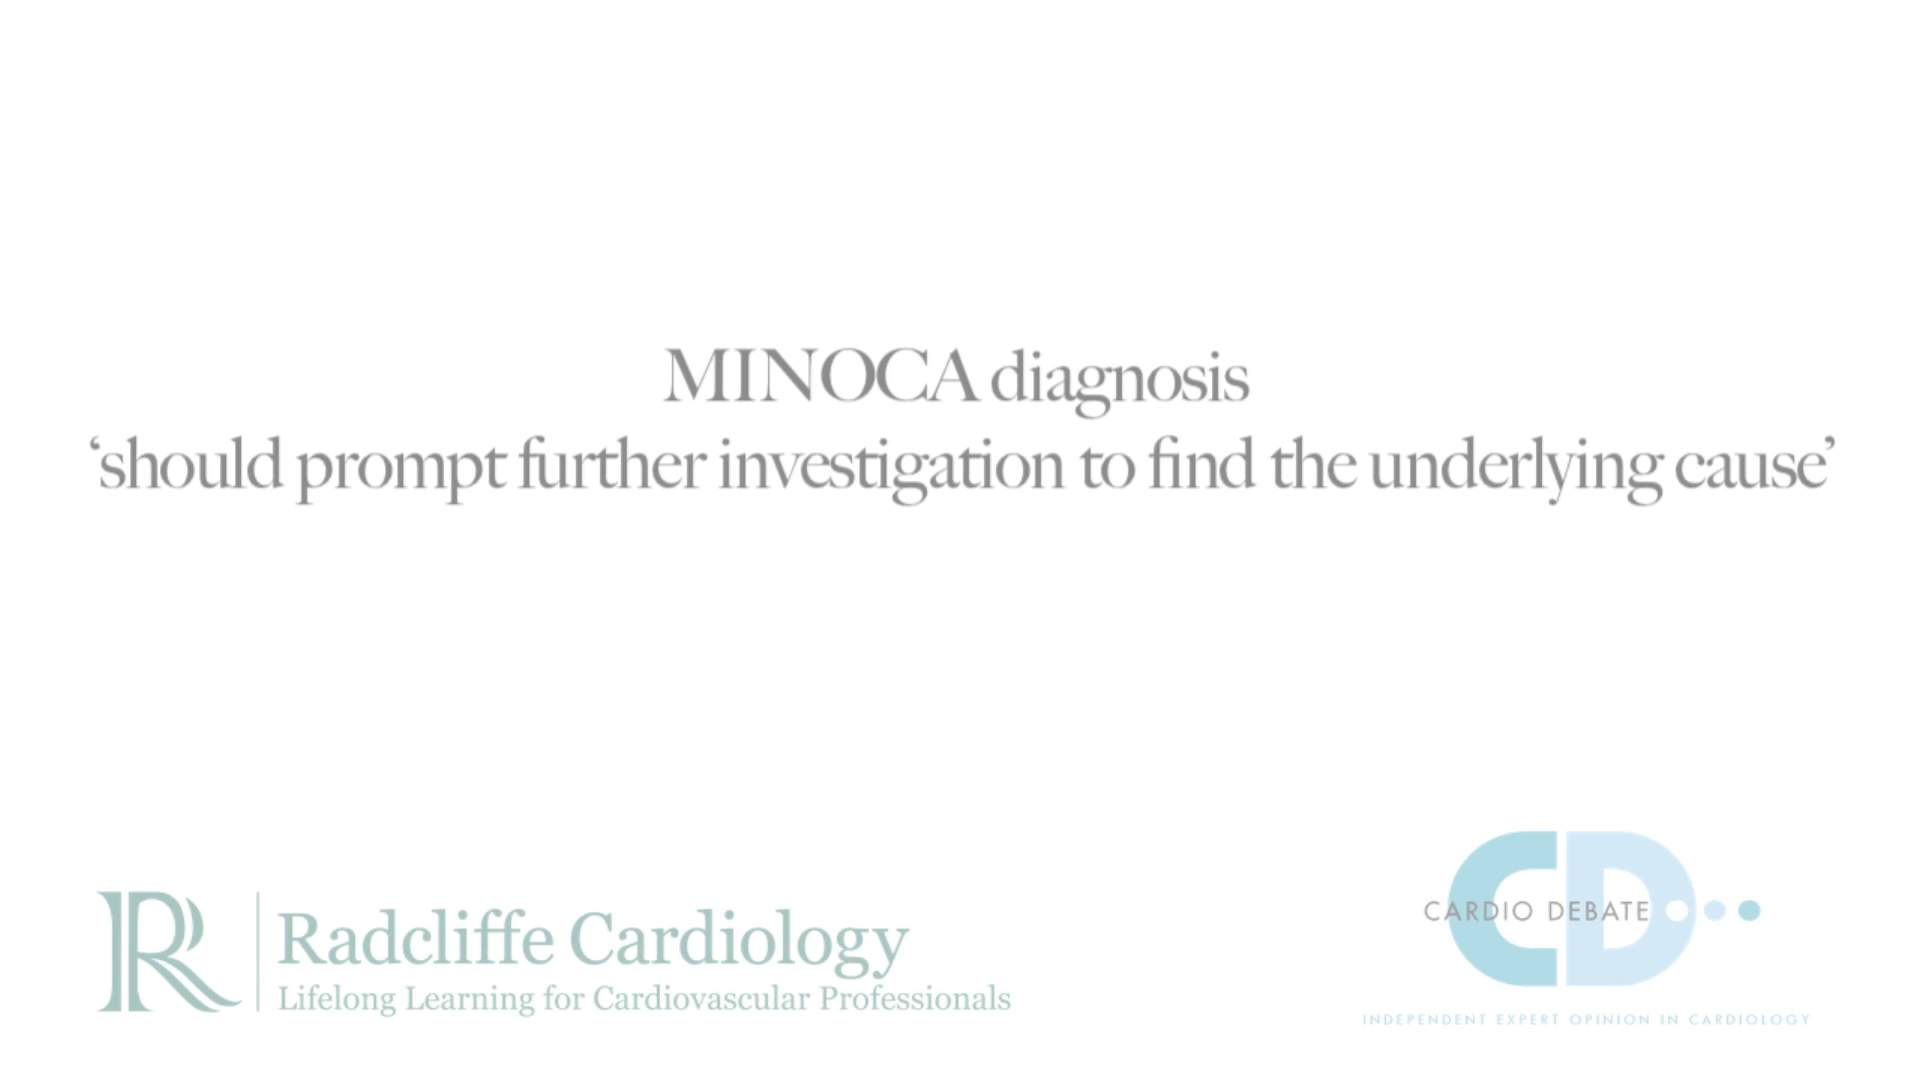 MINOCA diagnosis
‘should prompt further investigation to find the underlying cause’
R
Radcliffe Cardiology
Lifelong Learning for Cardiovascular Professionals
CD
CARDIO DEBATE
INDEPENDENT EXPERT OPINION IN CARDIOLOGY